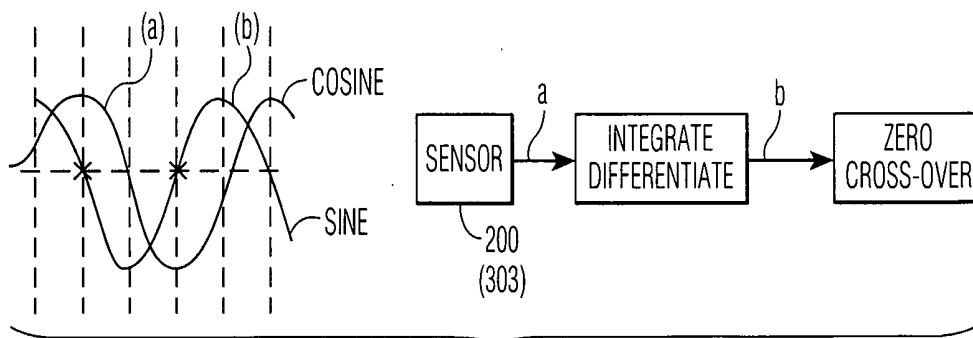 (a)
(b)
COSINE
SINE
a
b
SENSOR
INTEGRATE
DIFFERENTIATE
ZERO
CROSS-OVER
200
(303)